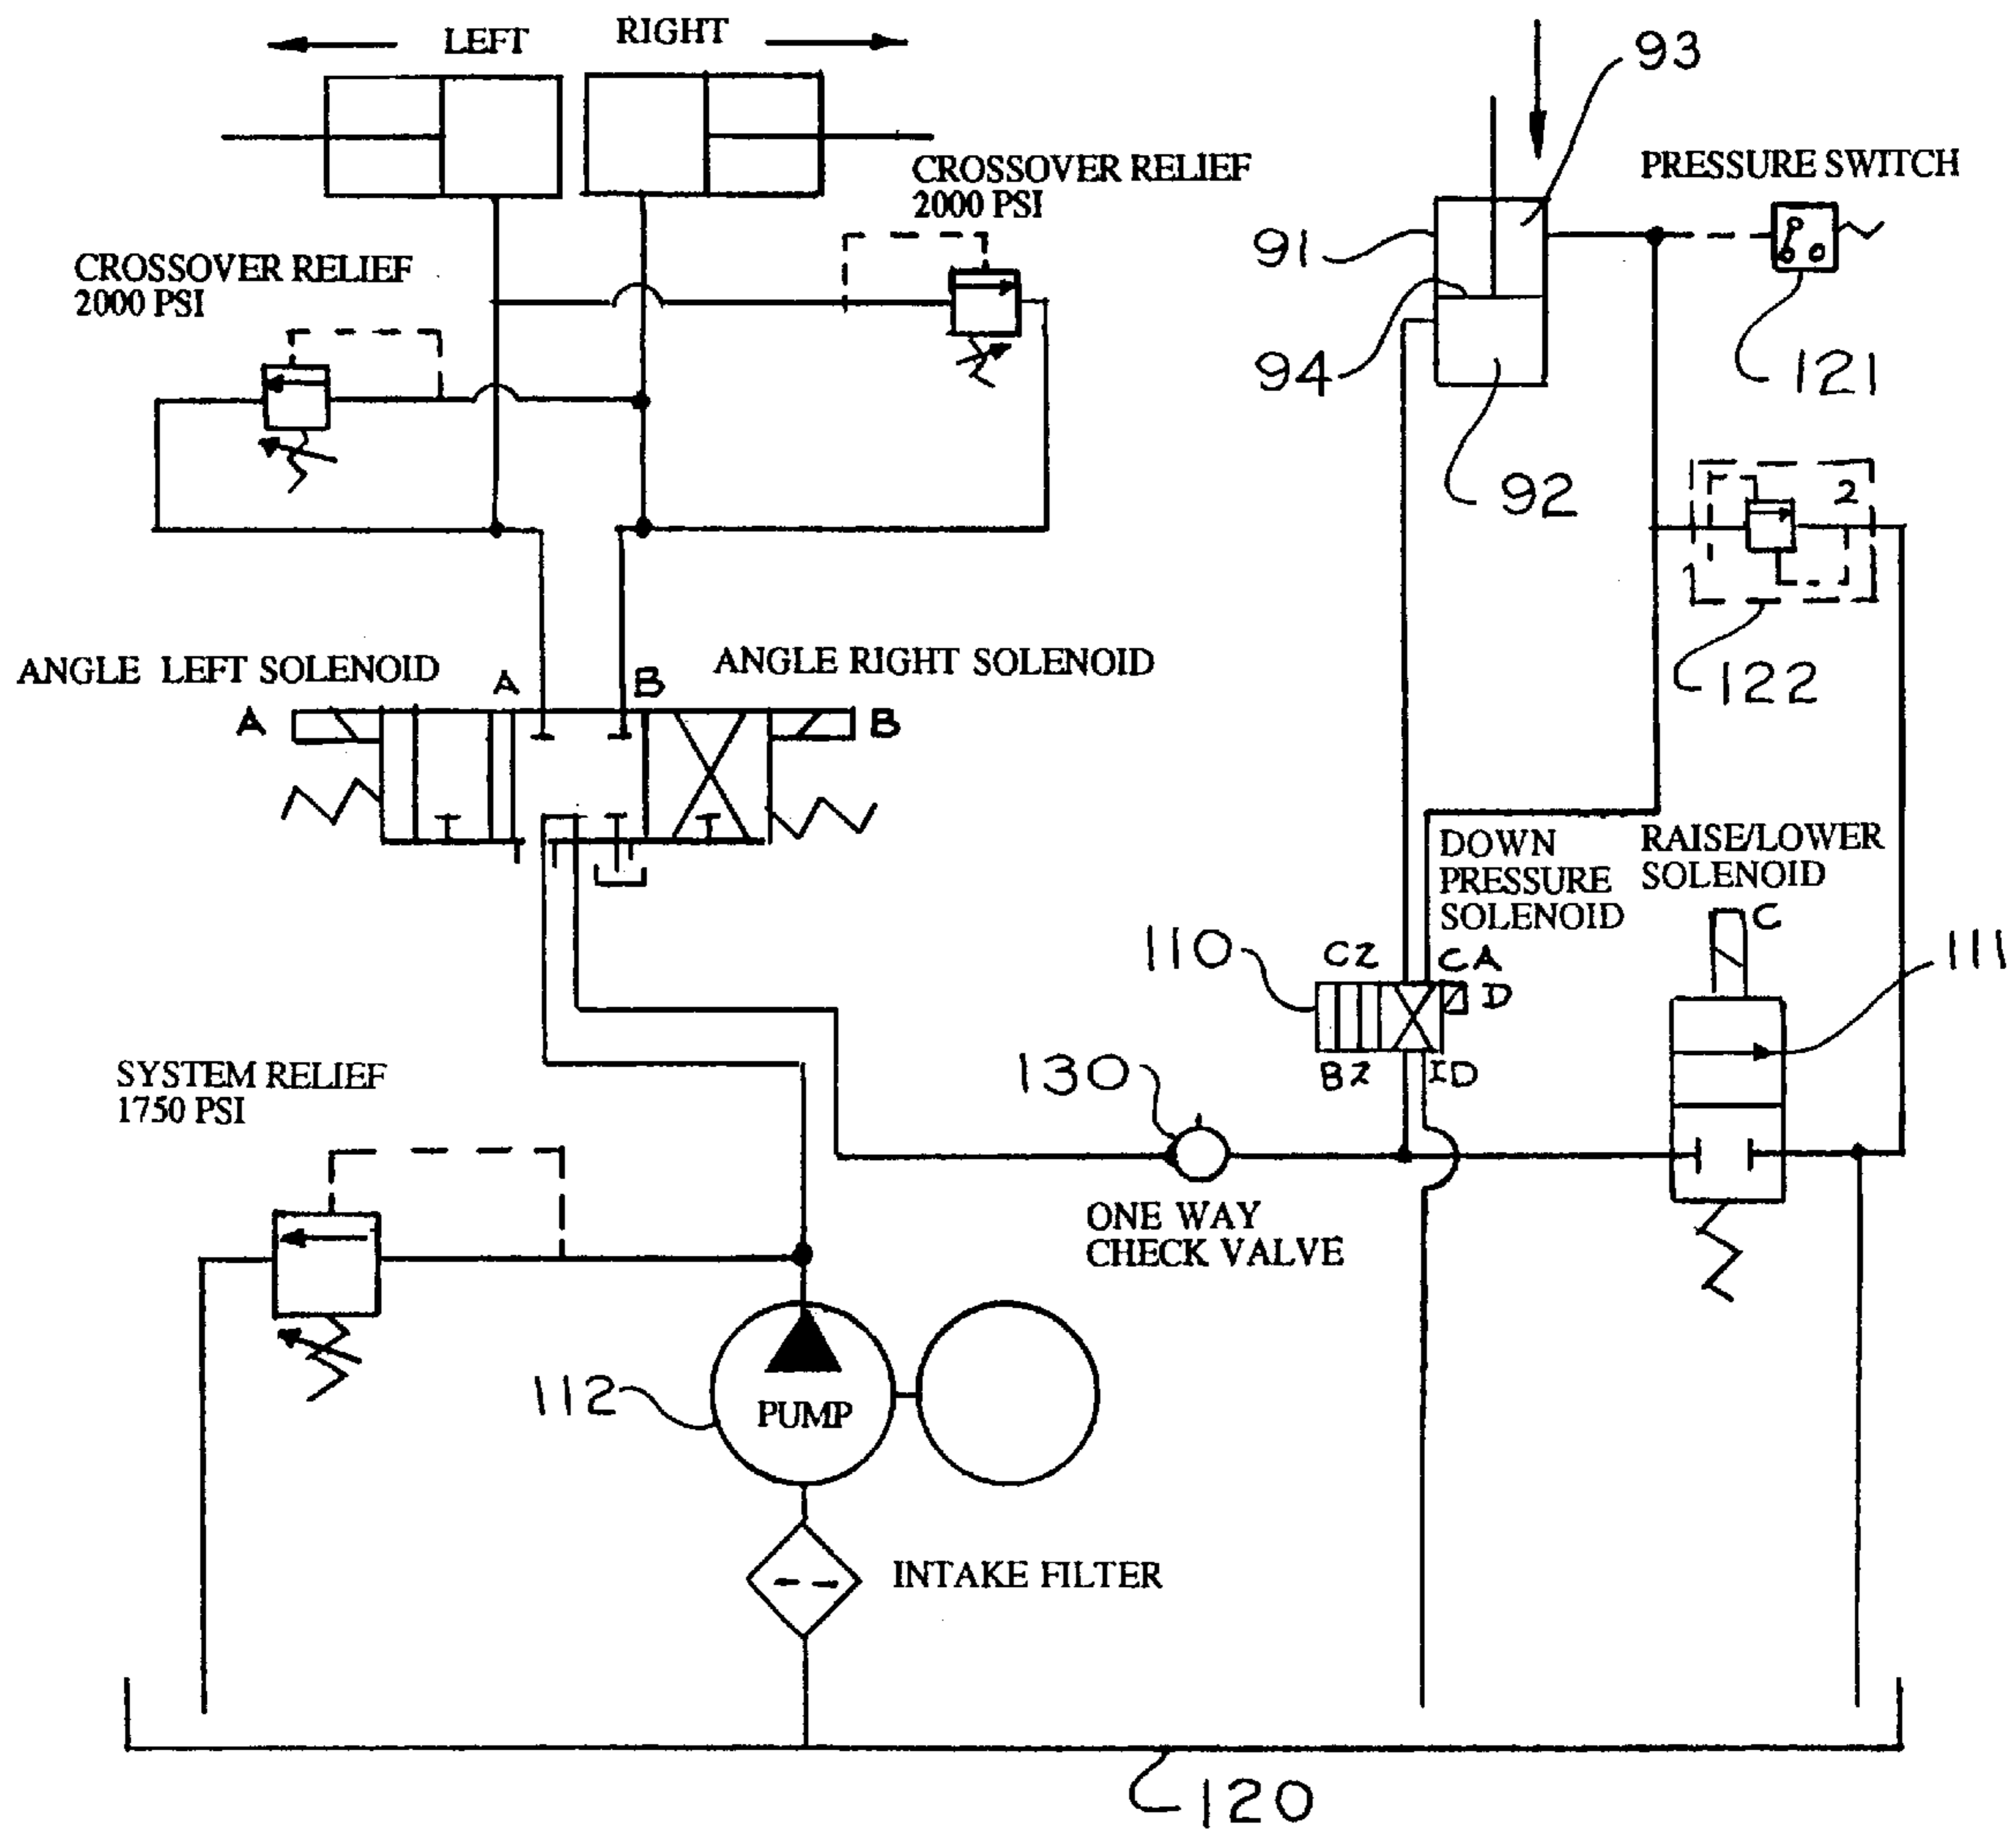 LEFT
RIGHT
93
CROSSOVER RELIEF
2000 PSI
PRESSURE SWITCH
91
CROSSOVER RELIEF
2000 PSI
94
121
92
2
1
122
ANGLE LEFT SOLENOID
A
B
ANGLE RIGHT SOLENOID
A
B
DOWN
PRESSURE
SOLENOID
RAISE/LOWER
SOLENOID
C
110
C2
CA
D
111
B2
ID
130
SYSTEM RELIEF
1750 PSI
ONE WAY
CHECK VALVE
112
PUMP
INTAKE FILTER
120